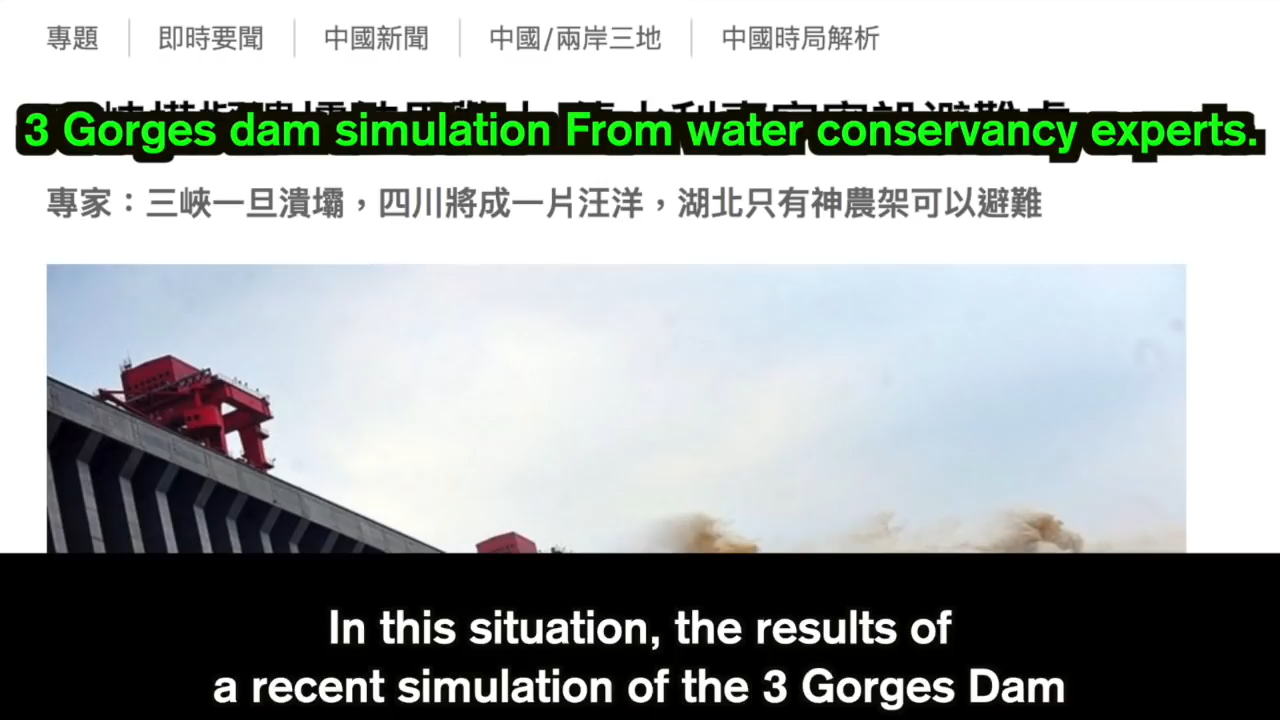 專題
即時要聞
中國新聞
中國/兩岸三地
中國時局解析
3 Gorges dam simulation From water conservancy experts.
專家：三峽一旦潰壩，四川將成一片汪洋，湖北只有神農架可以避難
In this situation, the results of
a recent simulation of the 3 Gorges Dam